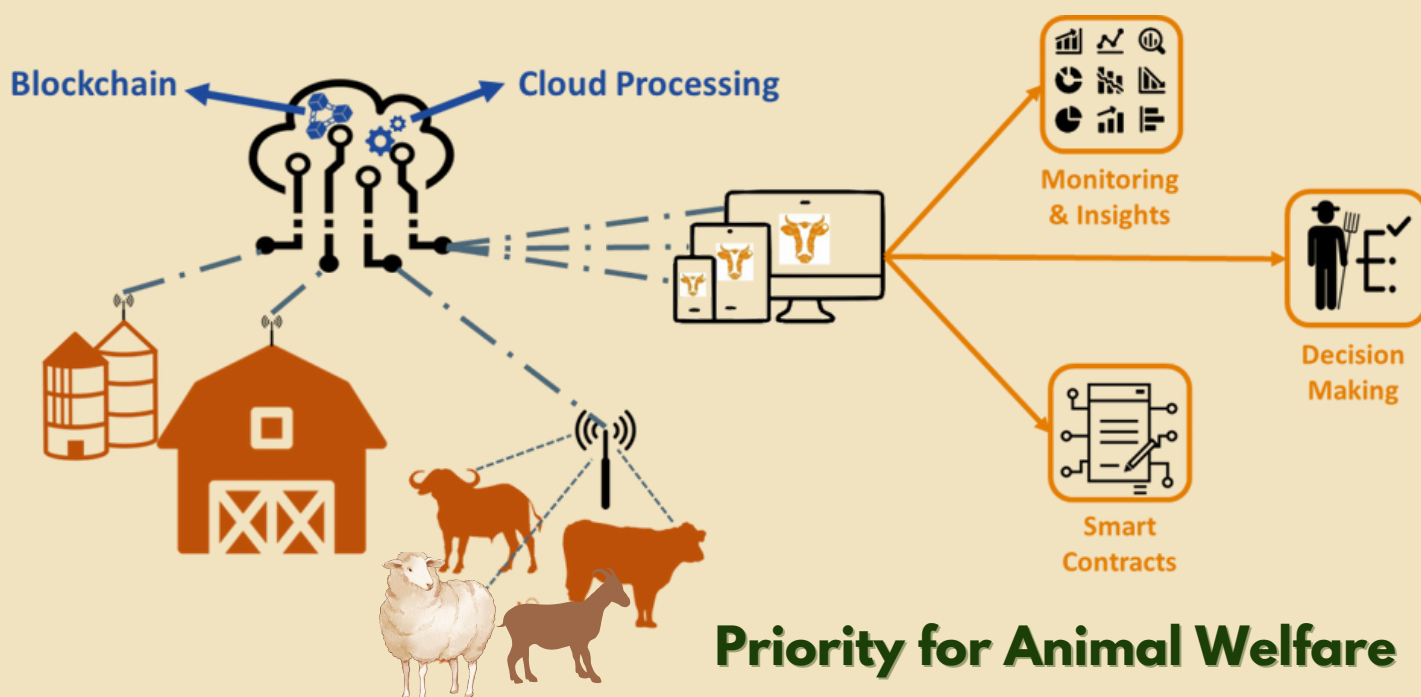 Blockchain
Cloud Processing
Monitoring
& Insights
Decision
Making
Smart
Contracts
Priority for Animal Welfare